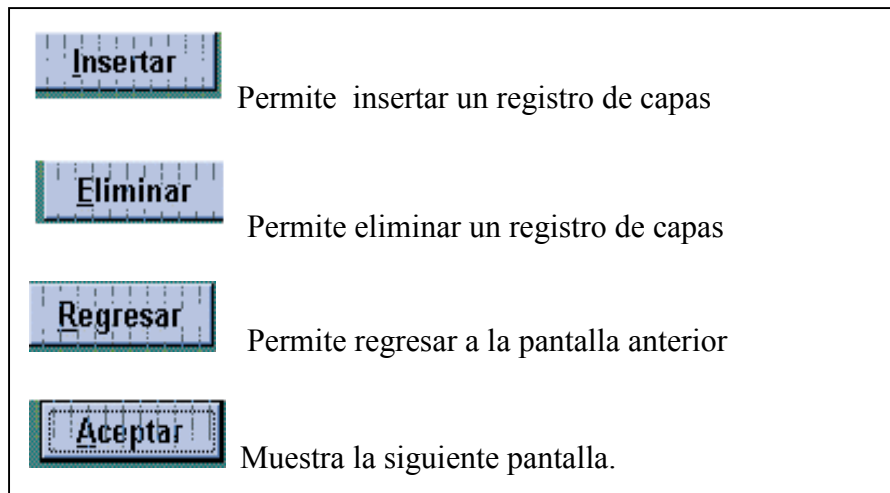 Insertar
Permite insertar un registro de capas
Eliminar
Permite eliminar un registro de capas
Regresar
Permite regresar a la pantalla anterior
Aceptar
Muestra la siguiente pantalla.